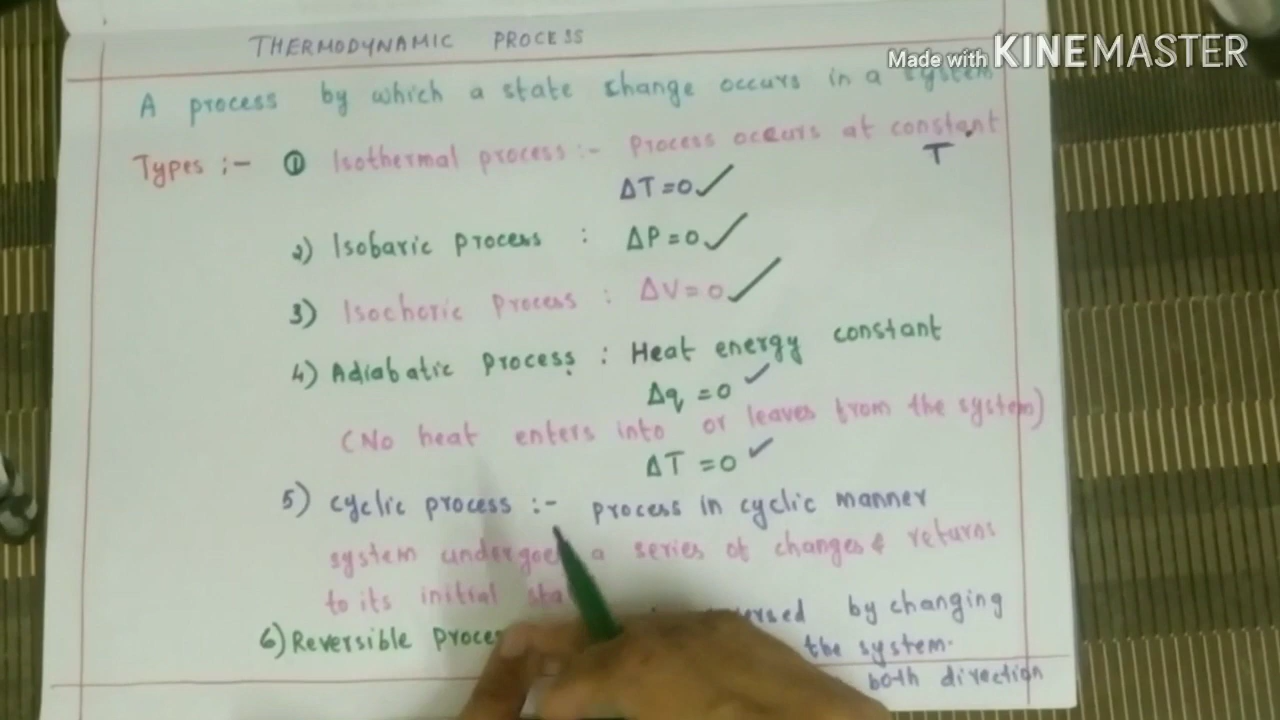 THERMODYNAMIC PROCESS
Made with KINEMASTER
A process by which a state change occurs in a system
Types :- ① Isothermal process :- Process occurs at constant
T
ΔT = 0 ✓
2) Isobaric process : ΔP = 0 ✓
3) Isochoric process : ΔV = 0 ✓
4) Adiabatic process : Heat energy constant
Δq = 0 ✓
(No heat enters into or leaves from the system)
ΔT = 0 ✓
5) cyclic process :- process in cyclic manner
system undergoes a series of changes & returns
to its initial
by changing
6) Reversible the system.
both direction